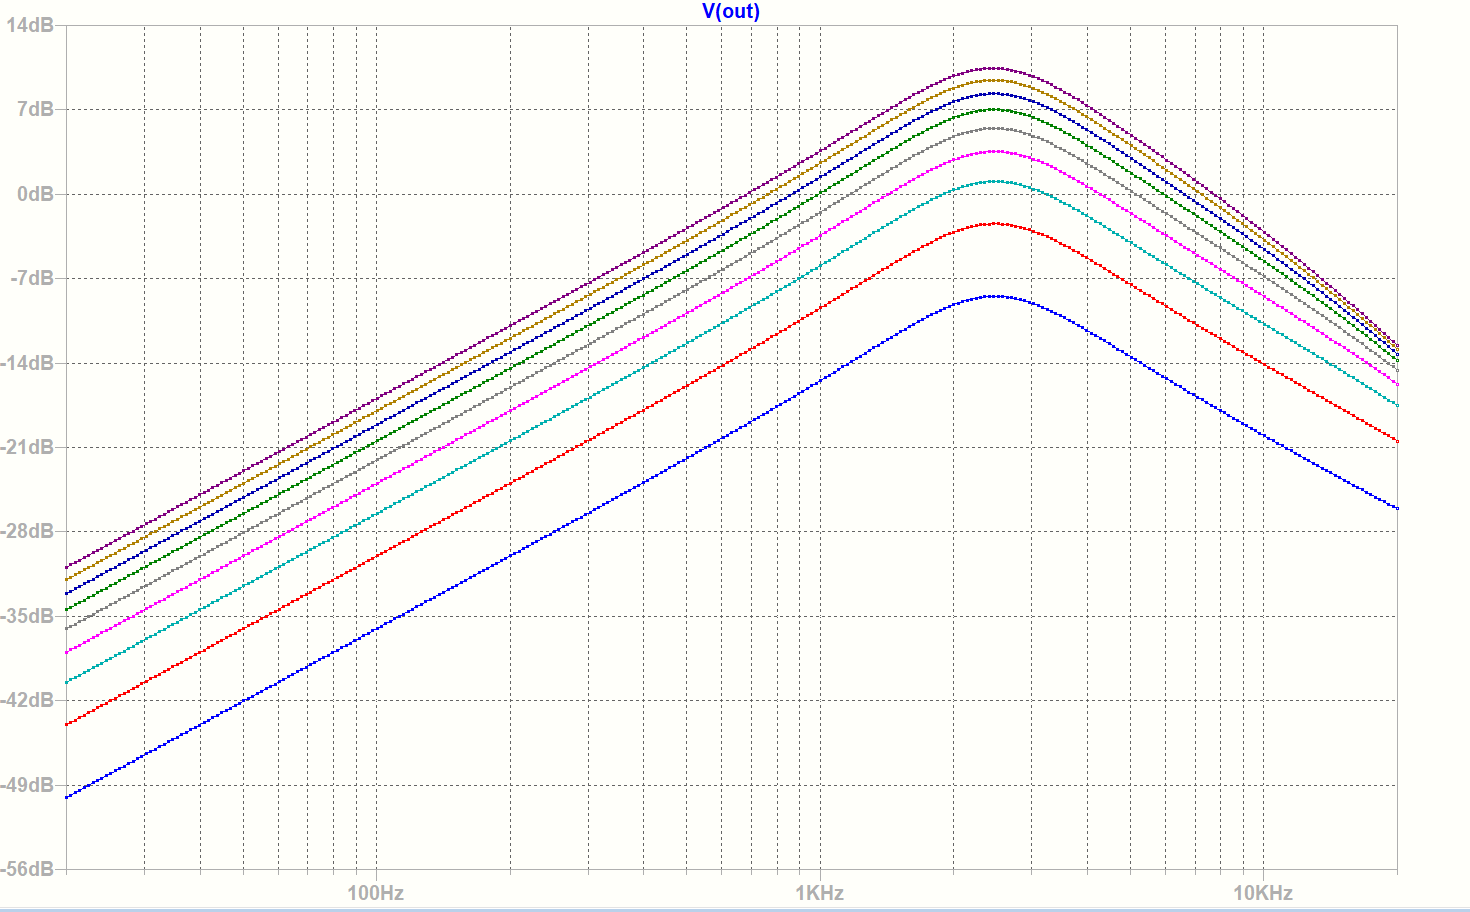 V(out)
14dB
7dB
0dB
-7dB
-14dB
-21dB
-28dB
-35dB
-42dB
-49dB
-56dB
100Hz 1KHz 10KHz